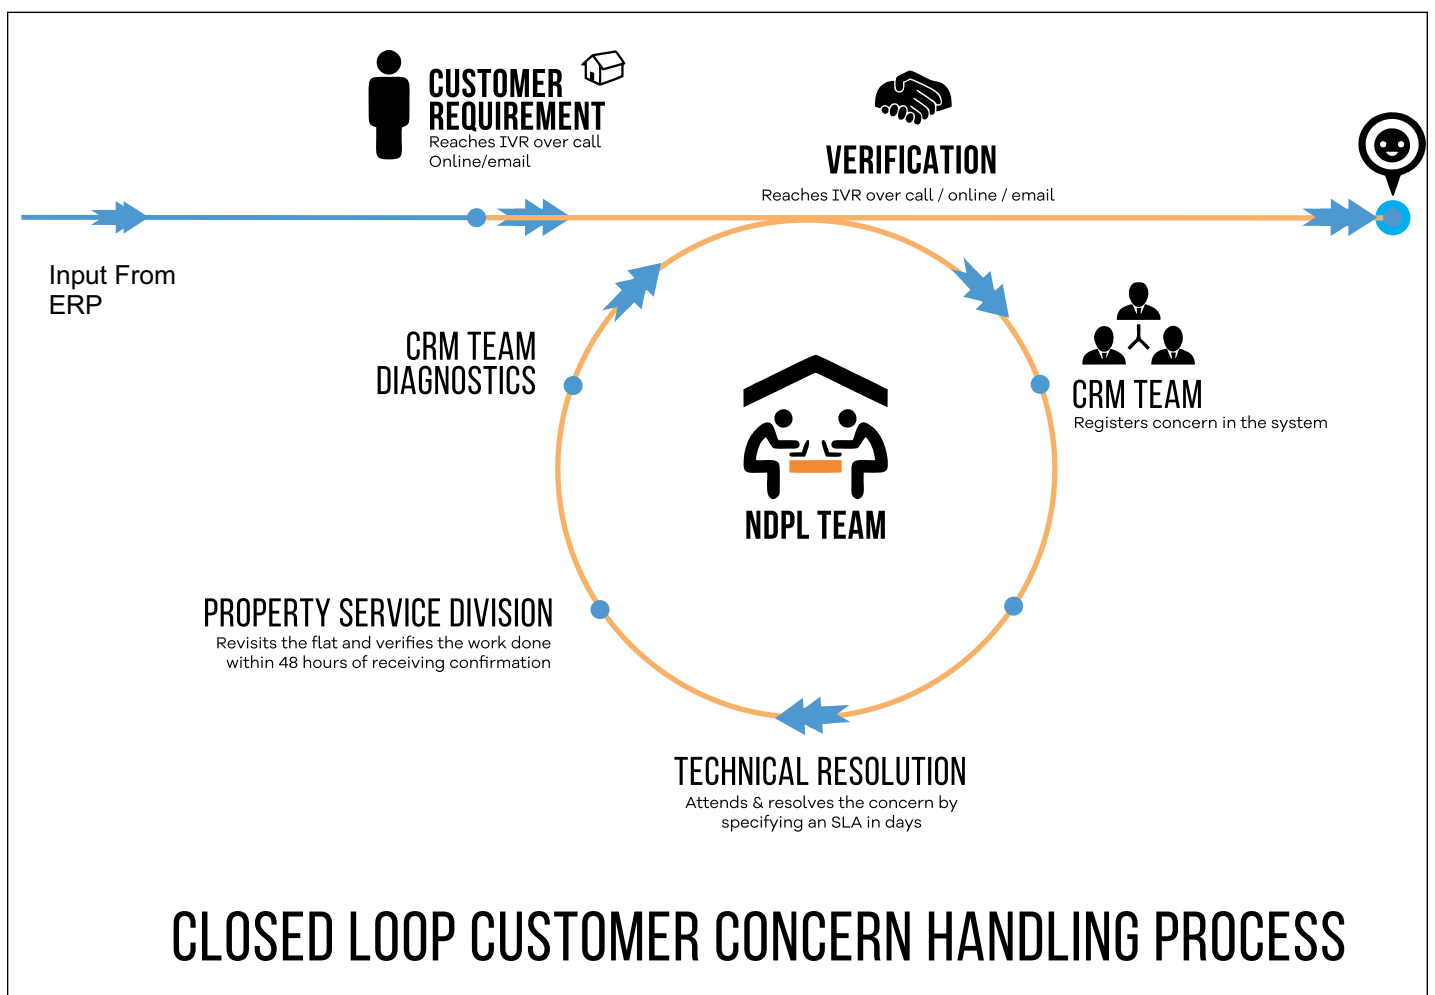 CUSTOMER
REQUIREMENT
Reaches IVR over call
Online/email
VERIFICATION
Reaches IVR over call / online / email
Input From
ERP
CRM TEAM
DIAGNOSTICS
CRM TEAM
Registers concern in the system
NDPL TEAM
PROPERTY SERVICE DIVISION
Revisits the flat and verifies the work done
within 48 hours of receiving confirmation
TECHNICAL RESOLUTION
Attends & resolves the concern by
specifying an SLA in days
CLOSED LOOP CUSTOMER CONCERN HANDLING PROCESS